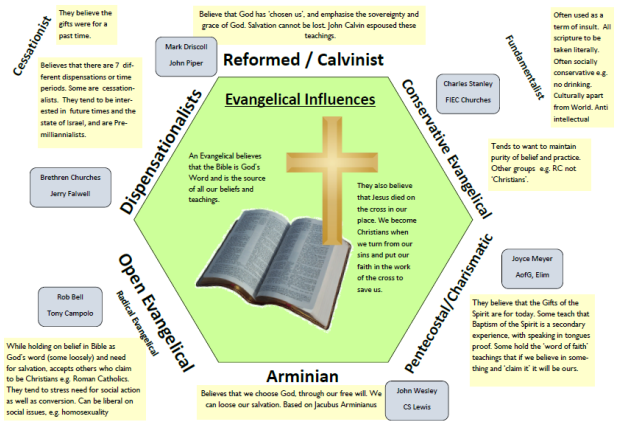 Cessationist
They believe the
gifts were for a
past time.
Believe that God has 'chosen us', and emphasise the sovereignty and
grace of God. Salvation cannot be lost. John Calvin espoused these
teachings.
Mark Driscoll
John Piper
Reformed / Calvinist
Fundamentalist
Often used as a
term of insult.  All
scripture to be
taken literally.
Often socially
conservative e.g.
no drinking.
Culturally apart
from World. Anti
intellectual
Believes that there are 7  dif-
ferent dispensations or time
periods. Some are  cessation-
alists.  They tend to be inter-
ested in  future times and the
state of Israel, and are Pre-
milliannialists.
Dispensationalists
Brethren Churches
Jerry Falwell
Evangelical Influences
An Evangelical believes
that the Bible is God's
Word and is the source
of all our beliefs and
teachings.
They also believe
that Jesus died on
the cross in our
place. We become
Christians when
we turn from our
sins and put our
faith in the work
of the cross to
save us.
Charles Stanley
FIEC Churches
Conservative Evangelical
Tends to want to maintain
purity of belief and practice.
Other groups  e.g. RC not
'Christians'.
Open Evangelical
Radical Evangelical
Rob Bell
Tony Campolo
While holding on belief in Bible as
God's word (some loosely) and need
for salvation, accepts others who claim
to be Christians e.g. Roman Catholics.
They tend to stress need for social action
as well as conversion. Can be liberal on
social issues, e.g. homosexuality
Pentecostal/Charismatic
Joyce Meyer
AofG, Elim
They believe that the Gifts of the
Spirit are for today. Some teach that
Baptism of the Spirit is a secondary
experience, with speaking in tongues
proof. Some hold the 'word of faith'
teachings that if we believe in some-
thing and 'claim it' it will be ours.
Arminian
Believes that we choose God, through our free will. We
can loose our salvation. Based on Jacubus Arminianus
John Wesley
CS Lewis